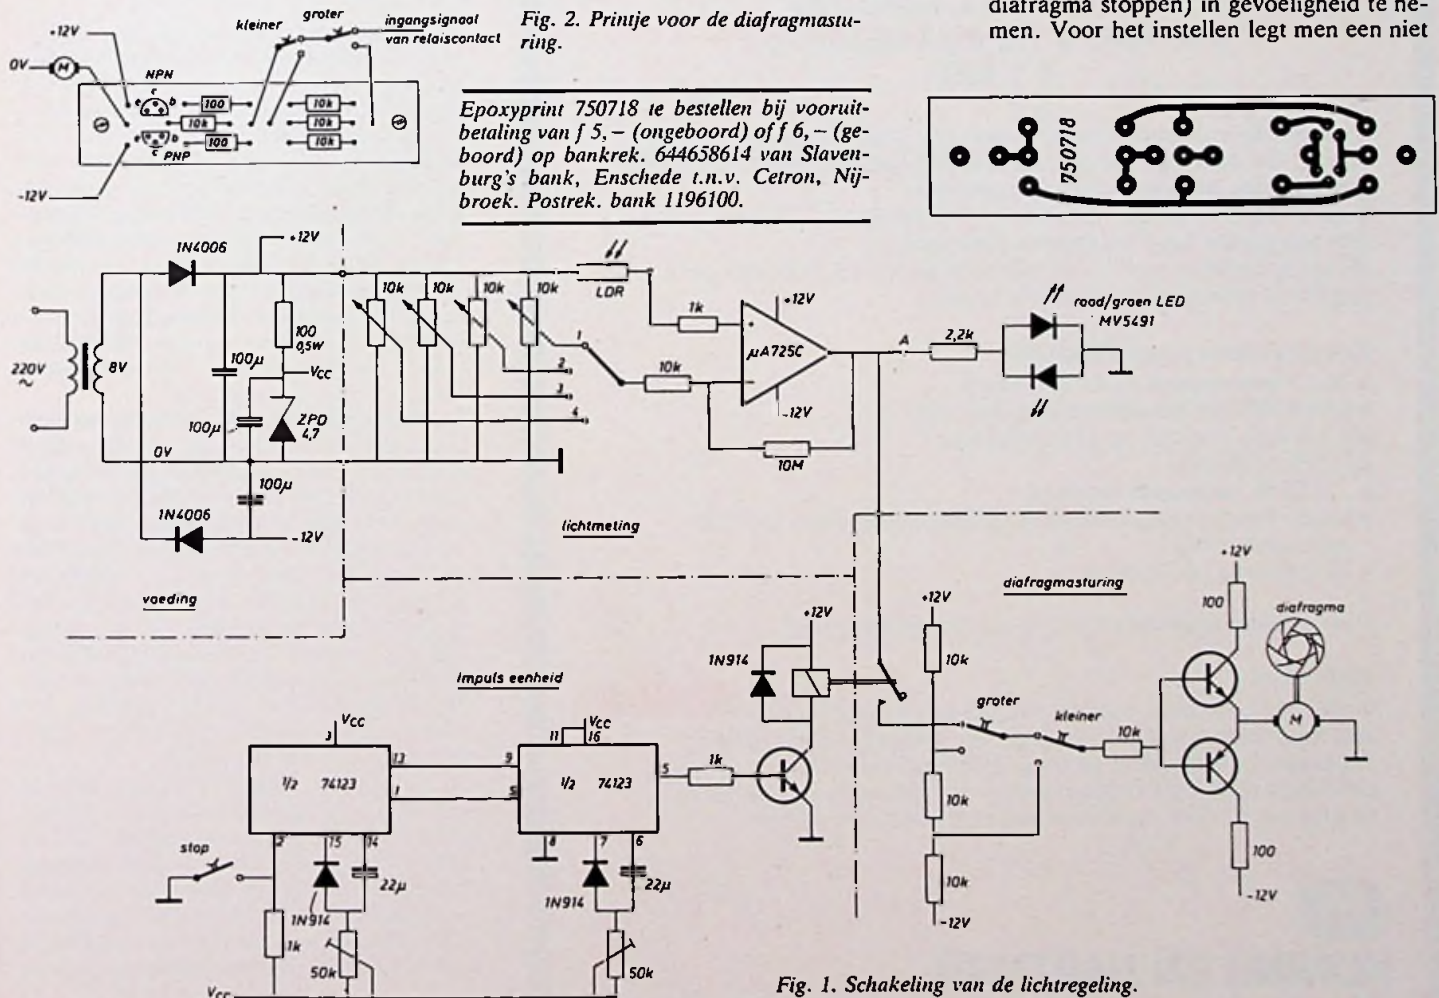 diafragma stoppen) in gevoeligheid te ne-
men. Voor het instellen legt men een niet
Fig. 2. Printje voor de diafragmastu-
ring.
kleiner
groter
ingangsignaal
van relaiscontact
+12V
0V
M
NPN
c
e
b
100
10k
10k
10k
e
b
c
100
10k
PNP
-12V
Epoxyprint 750718 te bestellen bij vooruit-
betaling van f 5,– (ongeboord) of f 6,– (ge-
boord) op bankrek. 644658614 van Slaven-
burg's bank, Enschede t.n.v. Cetron, Nij-
broek. Postrek. bank 1196100.
750718
1N4006
+12V
220V
~
8V
100µ
100
0,5W
Vcc
100µ
ZPD
4,7
0V
100µ
1N4006
-12V
voeding
10k
10k
10k
10k
1
2
3
4
LDR
1k
10k
+
-
µA725C
+12V
-12V
10M
lichtmeting
A
2,2k
rood/groen LED
MV5491
Impuls eenheid
Vcc
3
1/2 74123
13
1
2
15
14
stop
1k
1N914
22µ
50k
Vcc
Vcc
11
16
9
5
1/2 74123
5
8
7
6
1N914
22µ
50k
1k
1N914
+12V
diafragmasturing
+12V
10k
10k
10k
-12V
groter
kleiner
10k
+12V
100
diafragma
M
100
-12V
Fig. 1. Schakeling van de lichtregeling.